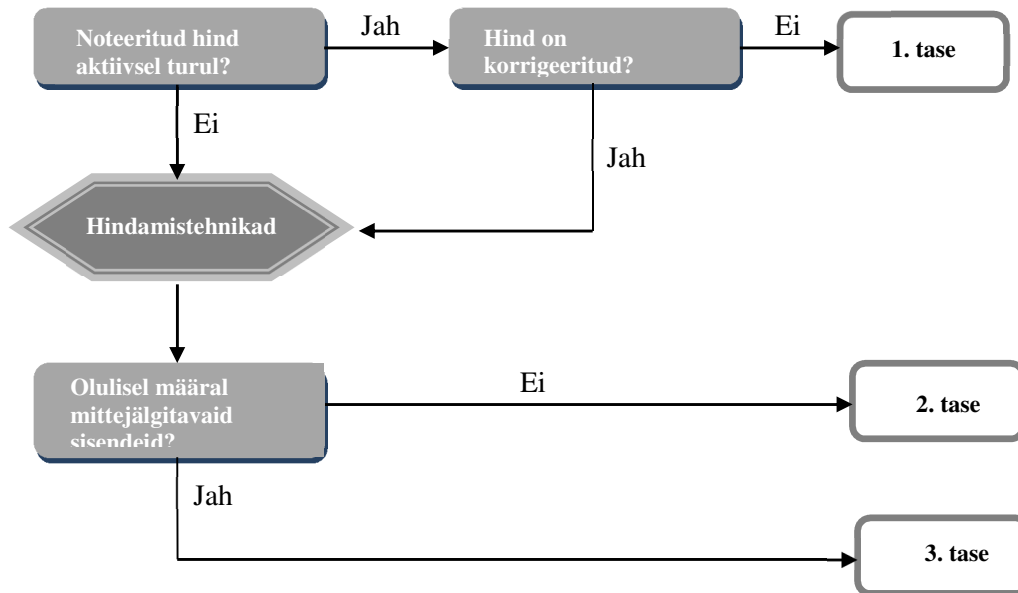 Noteeritud hind
aktiivsel turul?
Jah
Hind on
korrigeeritud?
Ei
1. tase
Ei
Jah
Hindamistehnikad
Olulisel määral
mittejälgitavaid
sisendeid?
Ei
2. tase
Jah
3. tase